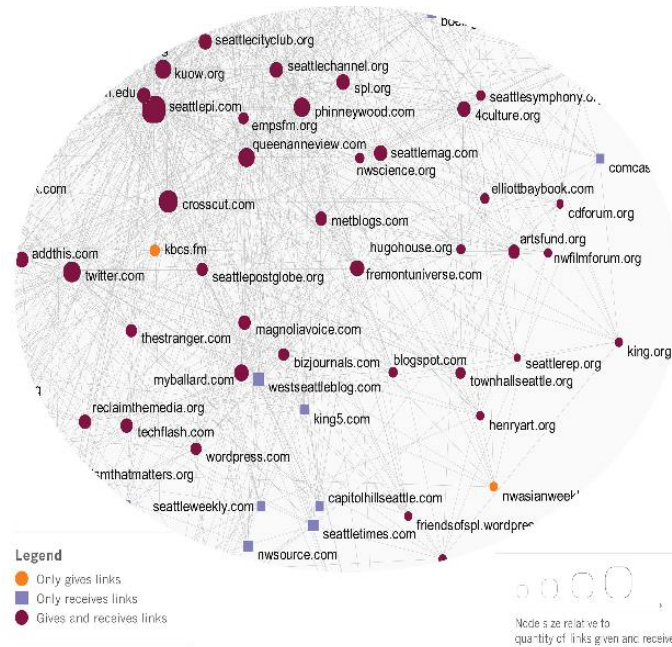 seattlecityclub.org
kuow.org
seattlechannel.org
spl.org
.edu
seattlepi.com
empsfm.org
phinneywood.com
seattlesymphony.o
4culture.org
queenanneview.com
nwscience.org
seattlemag.com
comcas
elliottbaybook.com
cdforum.org
crosscut.com
metblogs.com
kbcs.fm
hugohouse.org
artsfund.org
nwfilmforum.org
addthis.com
twitter.com
seattlepostglobe.org
fremontuniverse.com
thestranger.com
magnoliavoice.com
bizjournals.com
blogspot.com
seattlerep.org
king.org
myballard.com
westseattleblog.com
townhallseattle.org
reclaimthemedia.org
techflash.com
king5.com
henryart.org
wordpress.com
smthatmatters.org
nwasianweekl
seattleweekly.com
capitolhillseattle.com
seattletimes.com
friendsofspl.wordpre
nwsource.com
Legend
Only gives links
Only receives links
Gives and receives links
Node size relative to
quantity of links given and receive